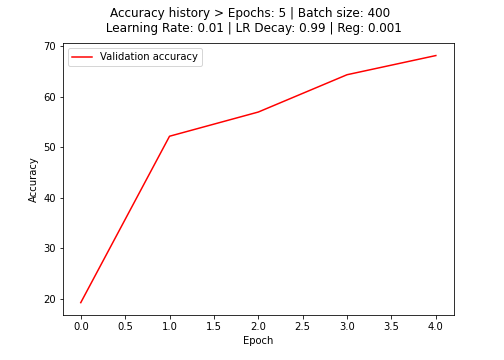 Accuracy history > Epochs: 5 | Batch size: 400
Learning Rate: 0.01 | LR Decay: 0.99 | Reg: 0.001
Validation accuracy
70
60
50
40
30
20
Accuracy
0.0 0.5 1.0 1.5 2.0 2.5 3.0 3.5 4.0
Epoch